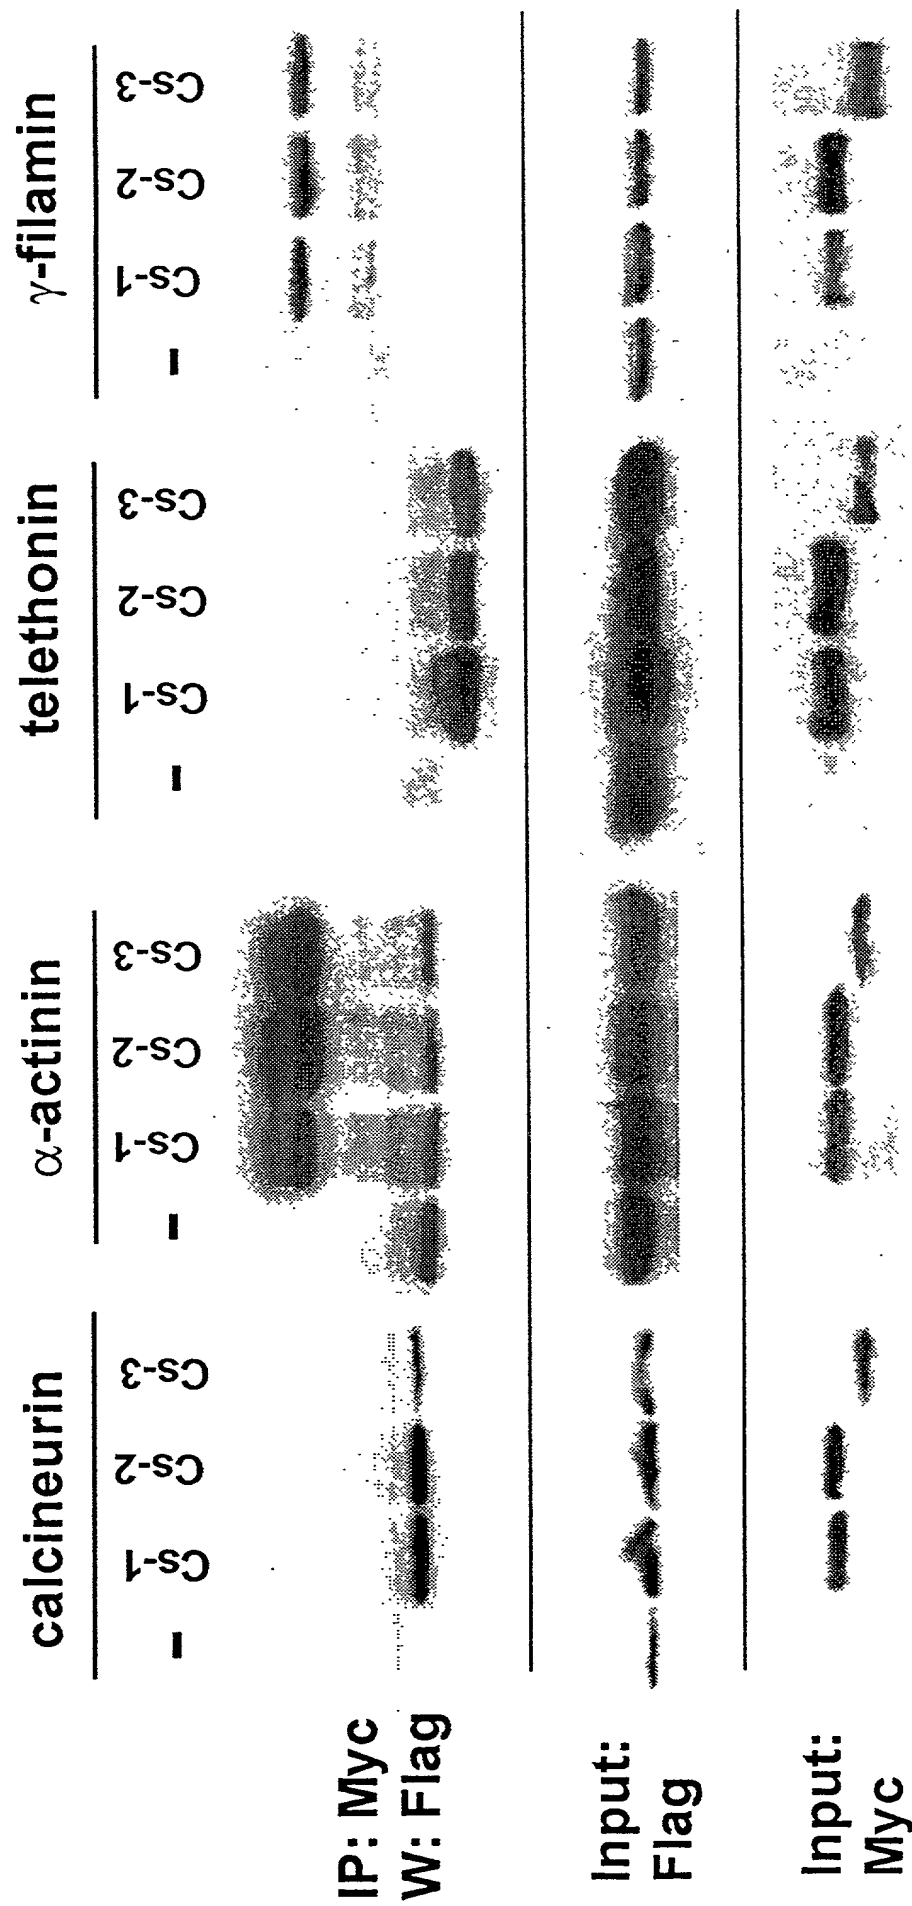 calcineurin α-actinin telethonin γ-filamin
– Cs-1 Cs-2 Cs-3 – Cs-1 Cs-2 Cs-3 – Cs-1 Cs-2 Cs-3 – Cs-1 Cs-2 Cs-3
IP: Myc
W: Flag
Input:
Flag
Input:
Myc